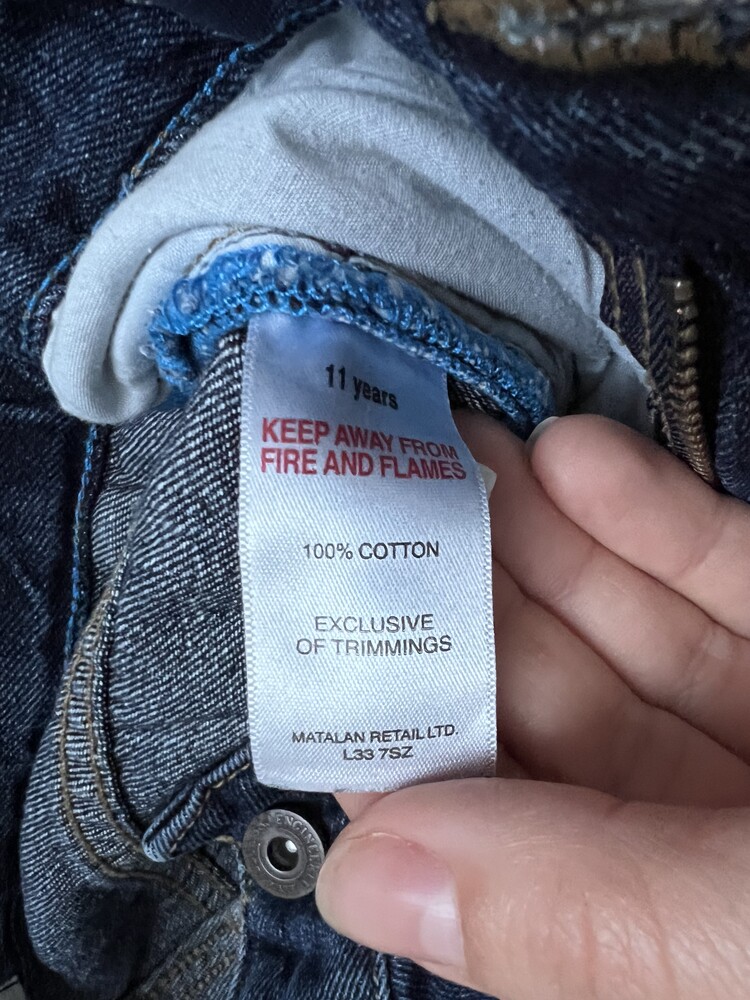 11 years
KEEP AWAY FROM
FIRE AND FLAMES
100% COTTON
EXCLUSIVE
OF TRIMMINGS
MATALAN RETAIL LTD.
L33 7SZ